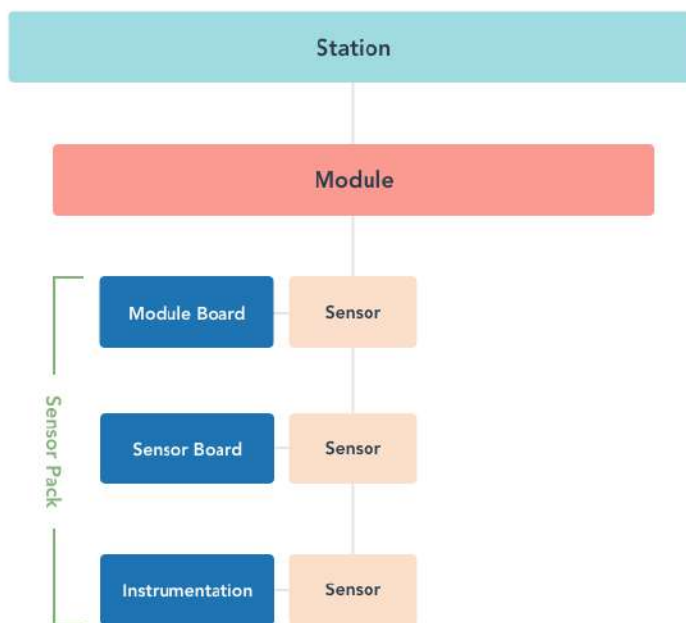 Station
Module
Module Board
Sensor
Sensor Pack
Sensor Board
Sensor
Instrumentation
Sensor